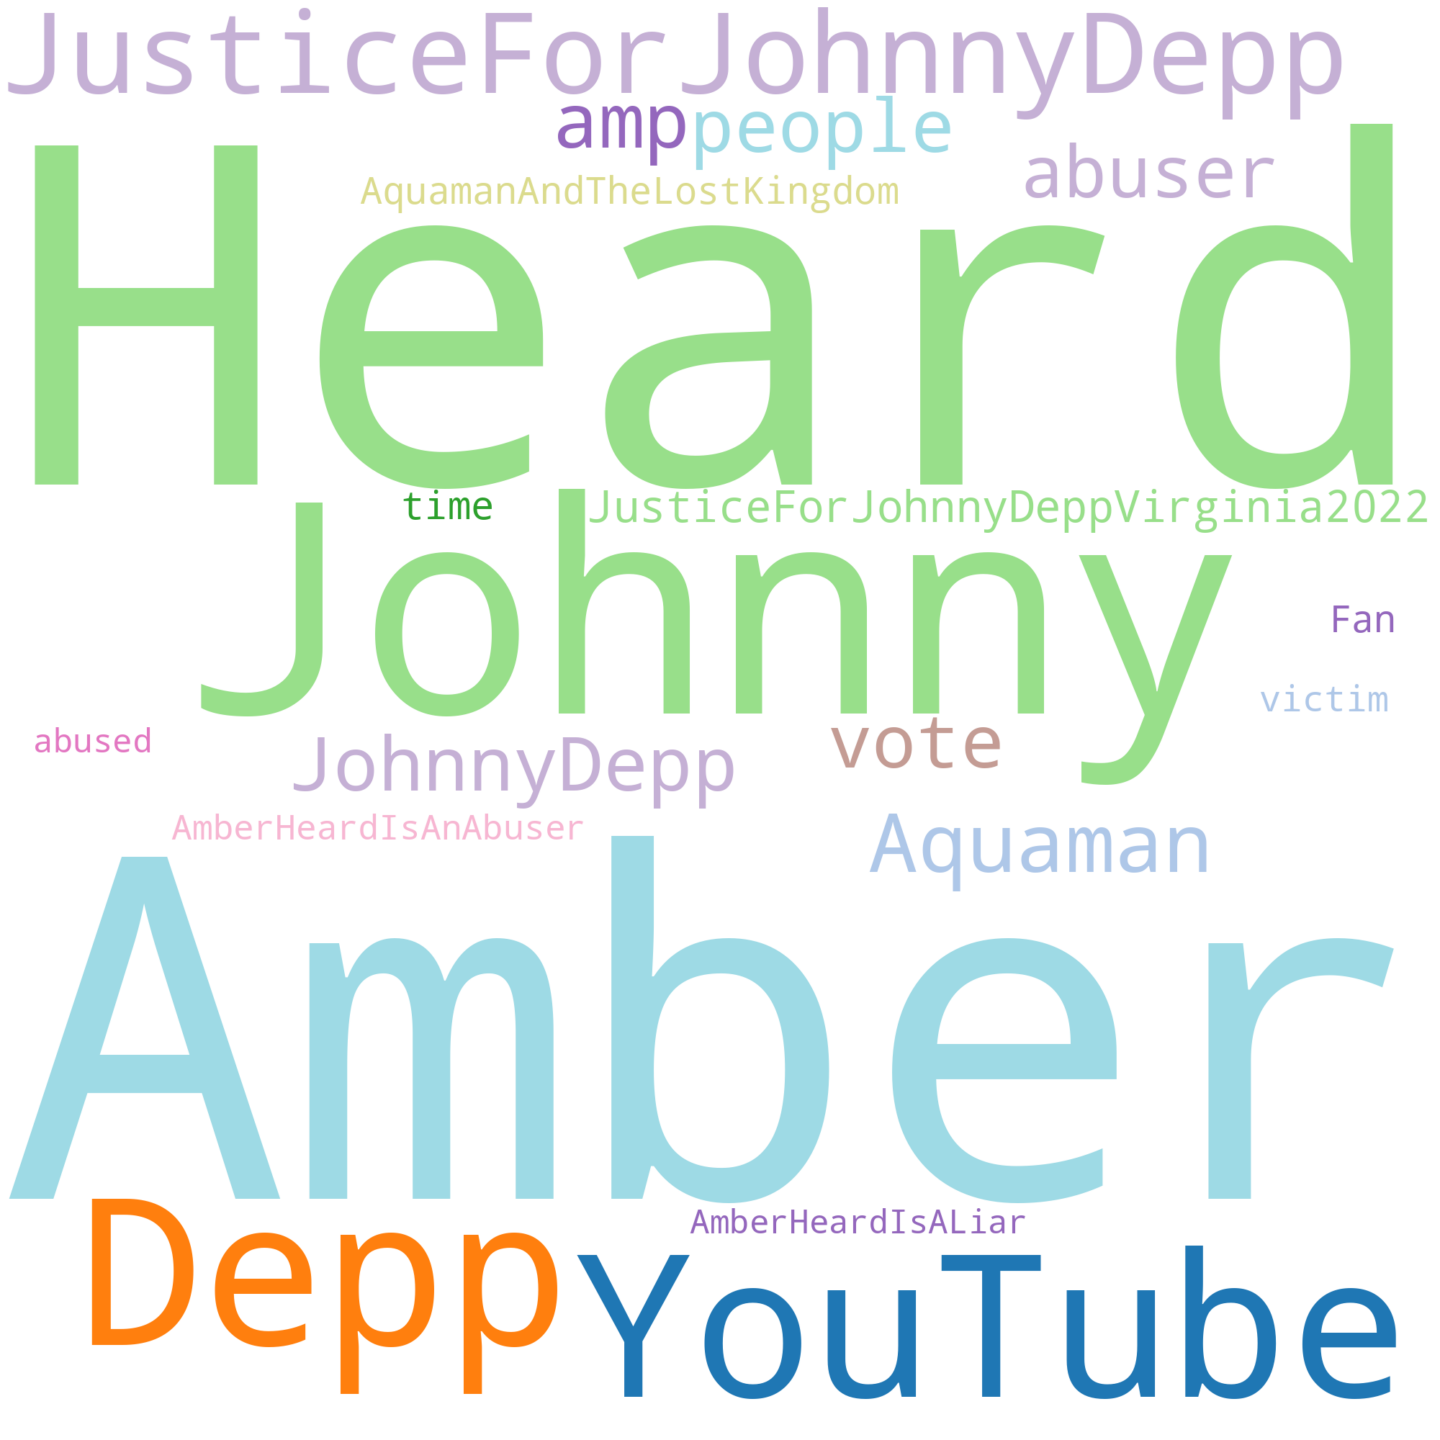 JusticeForJohnnyDepp
amp people
abuser
AquamanAndTheLostKingdom
Heard
time JusticeForJohnnyDeppVirginia2022
Johnny
Fan
victim
abused
JohnnyDepp vote
AmberHeardIsAnAbuser
Aquaman
Amber
AmberHeardIsALiar
Depp YouTube